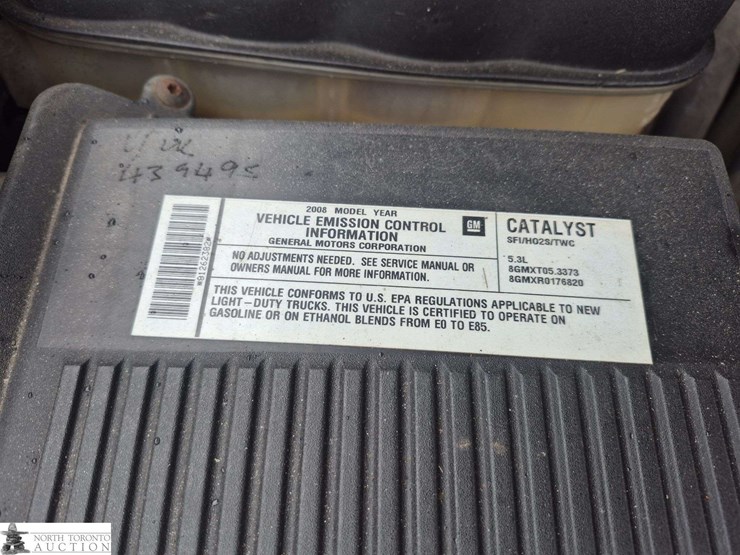 439495
2008 MODEL YEAR
VEHICLE EMISSION CONTROL
INFORMATION
GENERAL MOTORS CORPORATION
GM
NO ADJUSTMENTS NEEDED. SEE SERVICE MANUAL OR
OWNERS MANUAL FOR MORE INFORMATION.
CATALYST
SFI/HO2S/TWC
5.3L
8GMXT05.3373
8GMXR0176820
THIS VEHICLE CONFORMS TO U.S. EPA REGULATIONS APPLICABLE TO NEW
LIGHT-DUTY TRUCKS. THIS VEHICLE IS CERTIFIED TO OPERATE ON
GASOLINE OR ON ETHANOL BLENDS FROM E0 TO E85.
NORTH TORONTO
AUCTION